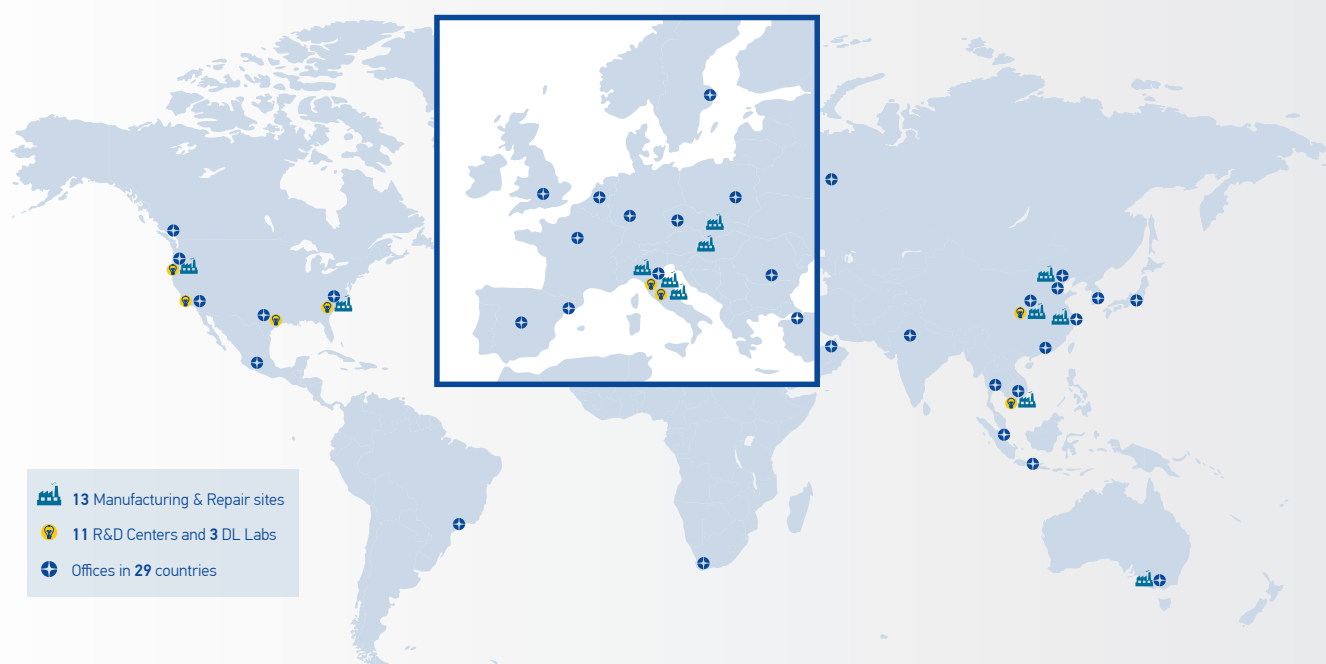 13 Manufacturing & Repair sites
11 R&D Centers and 3 DL Labs
Offices in 29 countries